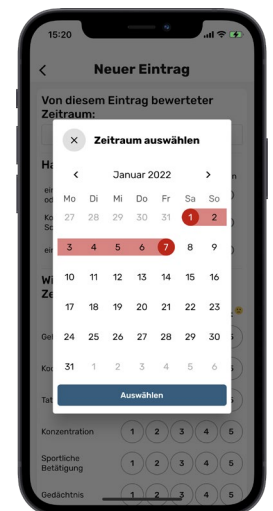 15:20
Neuer Eintrag
Von diesem Eintrag bewerteter
Zeitraum:
Zeitraum auswählen
Januar 2022
Mo Di Mi Do Fr Sa So
27 28 29 30 31 1 2
3 4 5 6 7 8 9
10 11 12 13 14 15 16
17 18 19 20 21 22 23
24 25 26 27 28 29 30
31 1 2 3 4 5 6
Auswählen
Konzentration 1 2 3 4 5
Sportliche
Betätigung 1 2 3 4 5
Gedächtnis 1 2 3 4 5